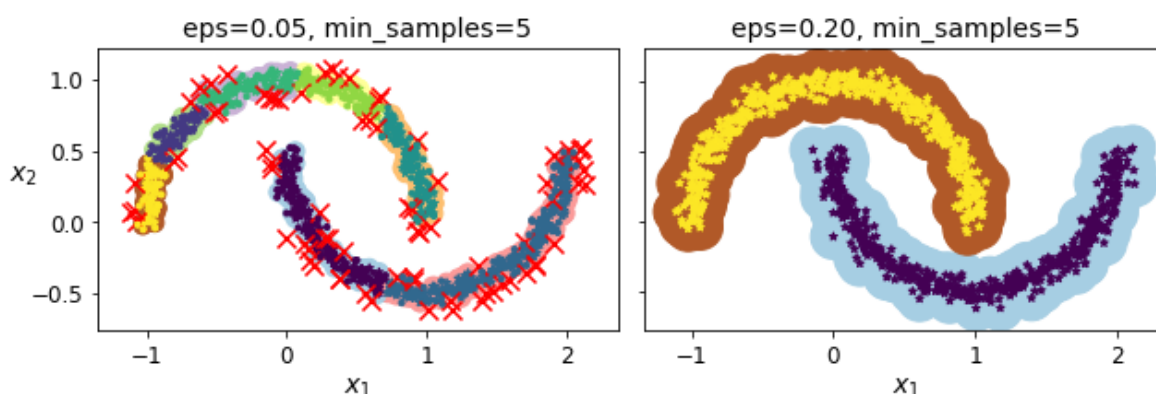 eps=0.05, min_samples=5
eps=0.20, min_samples=5
x2
1.0
0.5
0.0
−0.5
−1
0
1
2
x1
−1
0
1
2
x1